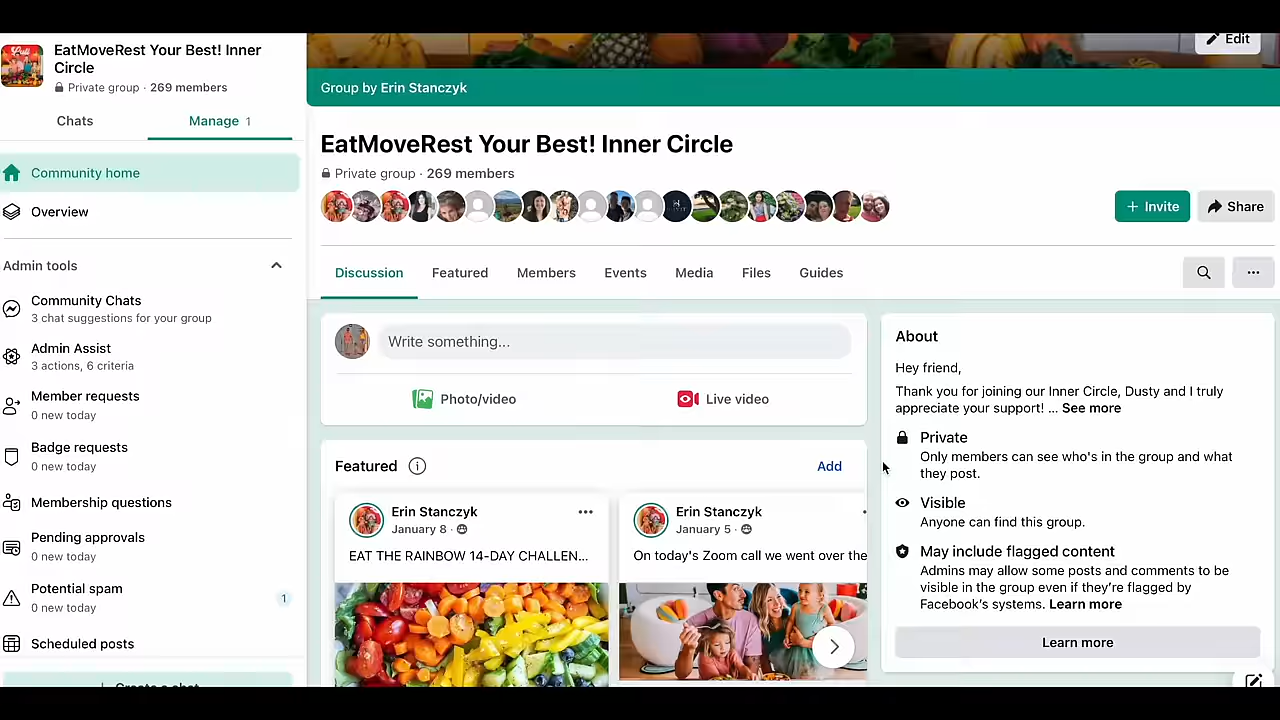 EatMoveRest Your Best! Inner
Circle
Private group · 269 members
Chats
Manage 1
Community home
Overview
Admin tools
Community Chats
3 chat suggestions for your group
Admin Assist
3 actions, 6 criteria
Member requests
0 new today
Badge requests
0 new today
Membership questions
Pending approvals
0 new today
Potential spam
0 new today
1
Scheduled posts
Edit
Group by Erin Stanczyk
EatMoveRest Your Best! Inner Circle
Private group · 269 members
+ Invite
Share
Discussion
Featured
Members
Events
Media
Files
Guides
Write something...
Photo/video
Live video
Featured
Add
Erin Stanczyk
January 8 ·
EAT THE RAINBOW 14-DAY CHALLEN...
Erin Stanczyk
January 5 ·
On today's Zoom call we went over the
About
Hey friend,
Thank you for joining our Inner Circle, Dusty and I truly
appreciate your support! ... See more
Private
Only members can see who's in the group and what
they post.
Visible
Anyone can find this group.
May include flagged content
Admins may allow some posts and comments to be
visible in the group even if they're flagged by
Facebook's systems. Learn more
Learn more